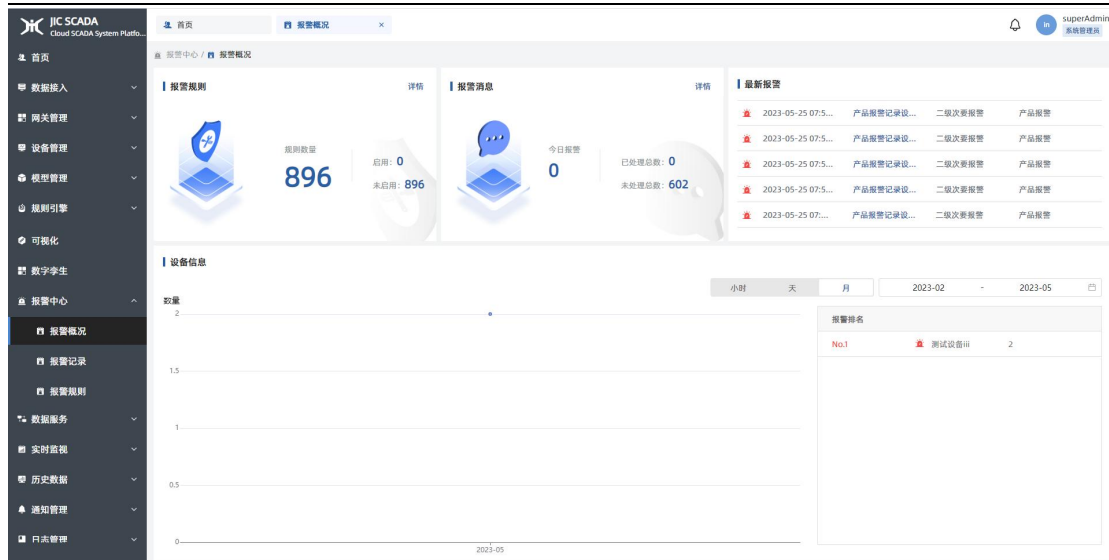 JIC SCADA
Cloud SCADA System Platfo...
首页
报警概况 ×
in
superAdmin
系统管理员
首页
数据接入
网关管理
设备管理
模型管理
规则引擎
可视化
数字孪生
报警中心
报警概况
报警记录
报警规则
数据服务
实时监视
历史数据
通知管理
日志管理
报警中心 / 报警概况
报警规则 详情
规则数量
896
启用: 0
未启用: 896
报警消息 详情
今日报警
0
已处理总数: 0
未处理总数: 602
最新报警
2023-05-25 07:5... 产品报警记录设... 二级次要报警 产品报警
2023-05-25 07:5... 产品报警记录设... 二级次要报警 产品报警
2023-05-25 07:5... 产品报警记录设... 二级次要报警 产品报警
2023-05-25 07:5... 产品报警记录设... 二级次要报警 产品报警
2023-05-25 07:... 产品报警记录设... 二级次要报警 产品报警
设备信息
小时 天 月 2023-02 - 2023-05
数量
2
1.5
1
0.5
0
2023-05
报警排名
No.1 测试设备iii 2